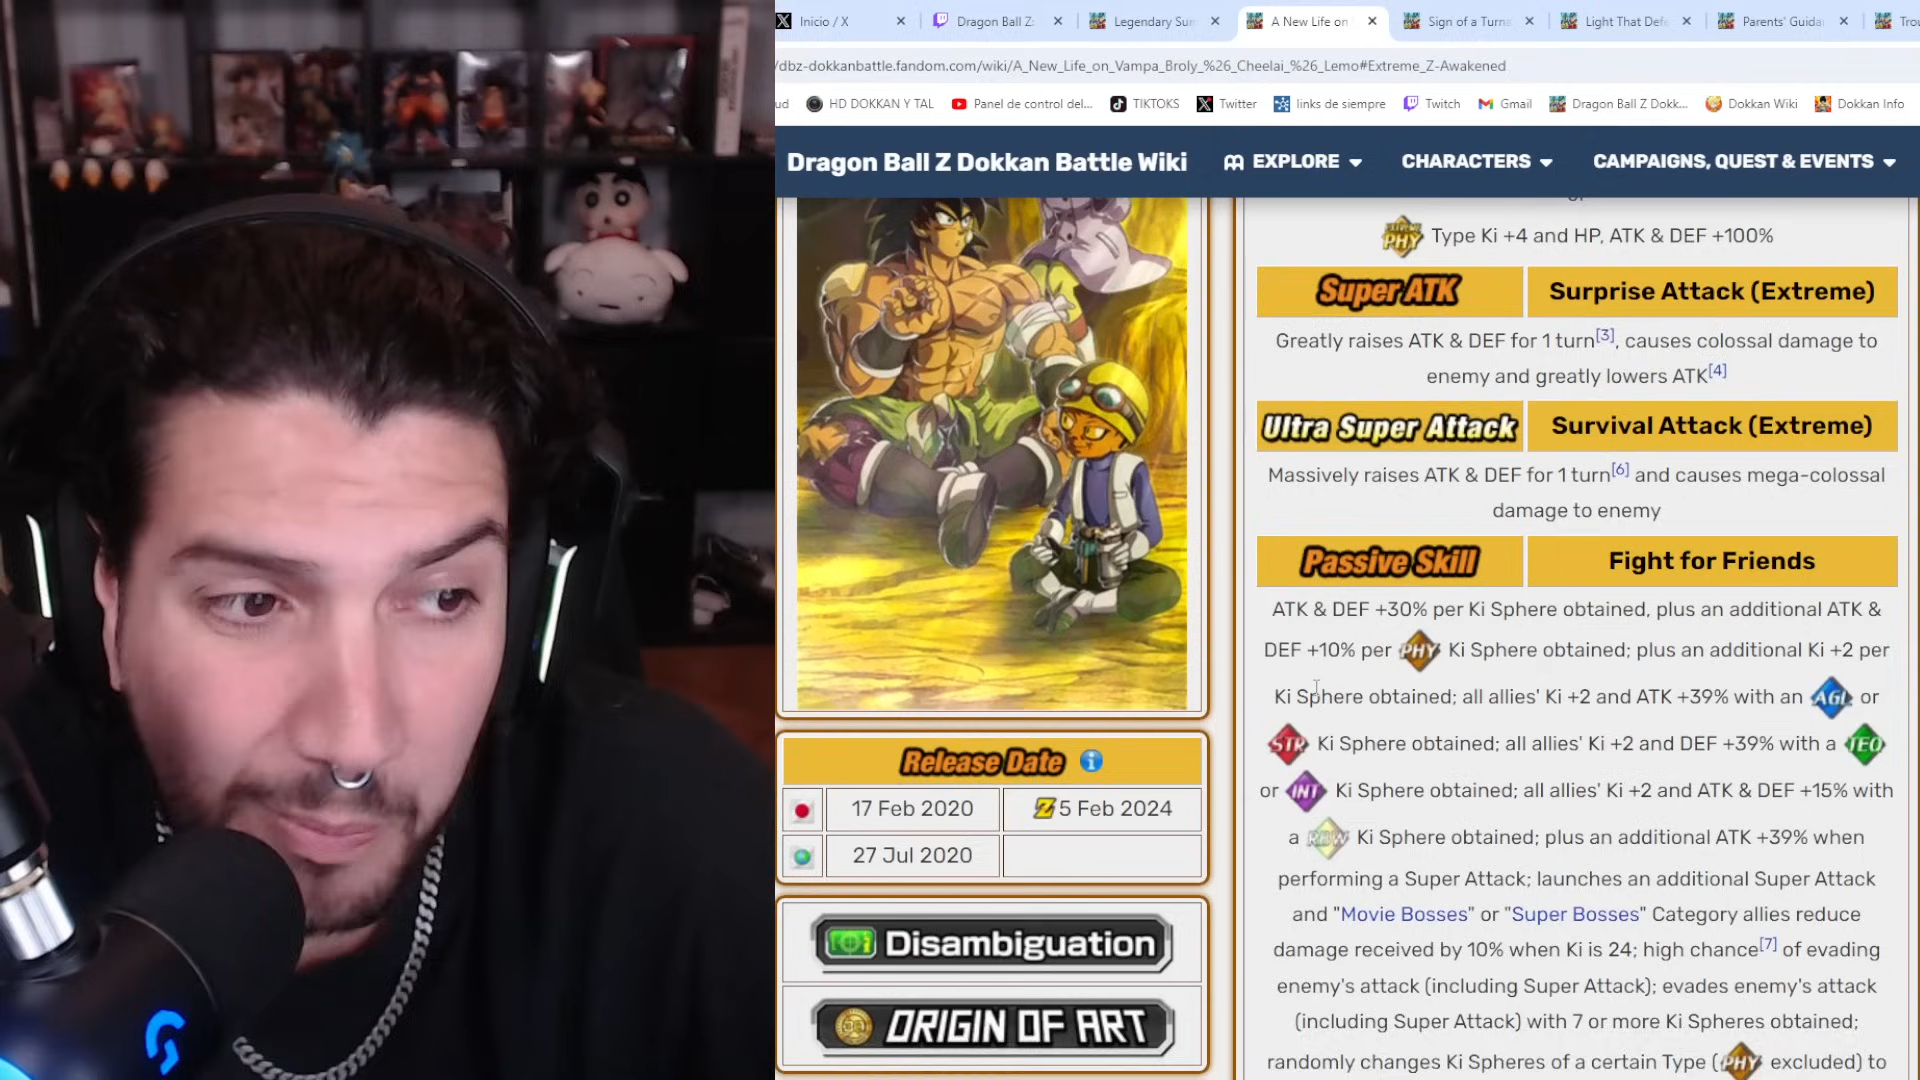 Inicio / X
Dragon Ball Z:
Legendary Sum
A New Life on
Sign of a Turna
Light That Defe
Parents' Guida
Trou
/dbz-dokkanbattle.fandom.com/wiki/A_New_Life_on_Vampa_Broly_%26_Cheelai_%26_Lemo#Extreme_Z-Awakened
ud HD DOKKAN Y TAL Panel de control del... TIKTOKS Twitter links de siempre Twitch Gmail Dragon Ball Z Dokk... Dokkan Wiki Dokkan Info
Dragon Ball Z Dokkan Battle Wiki EXPLORE CHARACTERS CAMPAIGNS, QUEST & EVENTS
EXTREME PHY Type Ki +4 and HP, ATK & DEF +100%
Super ATK Surprise Attack (Extreme)
Greatly raises ATK & DEF for 1 turn[3], causes colossal damage to
enemy and greatly lowers ATK[4]
Ultra Super Attack Survival Attack (Extreme)
Massively raises ATK & DEF for 1 turn[6] and causes mega-colossal
damage to enemy
Passive Skill Fight for Friends
ATK & DEF +30% per Ki Sphere obtained, plus an additional ATK &
DEF +10% per PHY Ki Sphere obtained; plus an additional Ki +2 per
Ki Sphere obtained; all allies' Ki +2 and ATK +39% with an AGL or
STR Ki Sphere obtained; all allies' Ki +2 and DEF +39% with a TEQ
or INT Ki Sphere obtained; all allies' Ki +2 and ATK & DEF +15% with
a RBW Ki Sphere obtained; plus an additional ATK +39% when
performing a Super Attack; launches an additional Super Attack
and "Movie Bosses" or "Super Bosses" Category allies reduce
damage received by 10% when Ki is 24; high chance[7] of evading
enemy's attack (including Super Attack); evades enemy's attack
(including Super Attack) with 7 or more Ki Spheres obtained;
randomly changes Ki Spheres of a certain Type (PHY excluded) to
Release Date
17 Feb 2020 Z 5 Feb 2024
27 Jul 2020
Disambiguation
ORIGIN OF ART